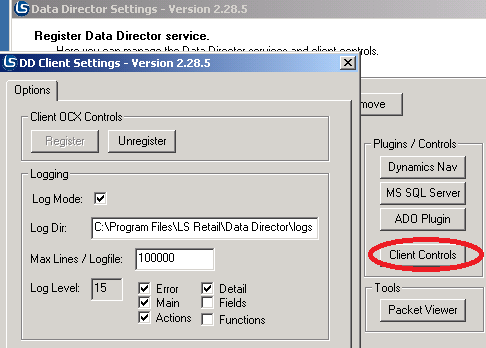 Data Director Settings - Version 2.28.5
Register Data Director service.
Here you can manage the Data Director services and client controls.
DD Client Settings - Version 2.28.5
Options
Client OCX Controls
Register
Unregister
Logging
Log Mode:
Log Dir:
C:\Program Files\LS Retail\Data Director\logs
Max Lines / Logfile:
100000
Log Level:
15
Error
Detail
Main
Fields
Actions
Functions
move
Plugins / Controls
Dynamics Nav
MS SQL Server
ADO Plugin
Client Controls
Tools
Packet Viewer